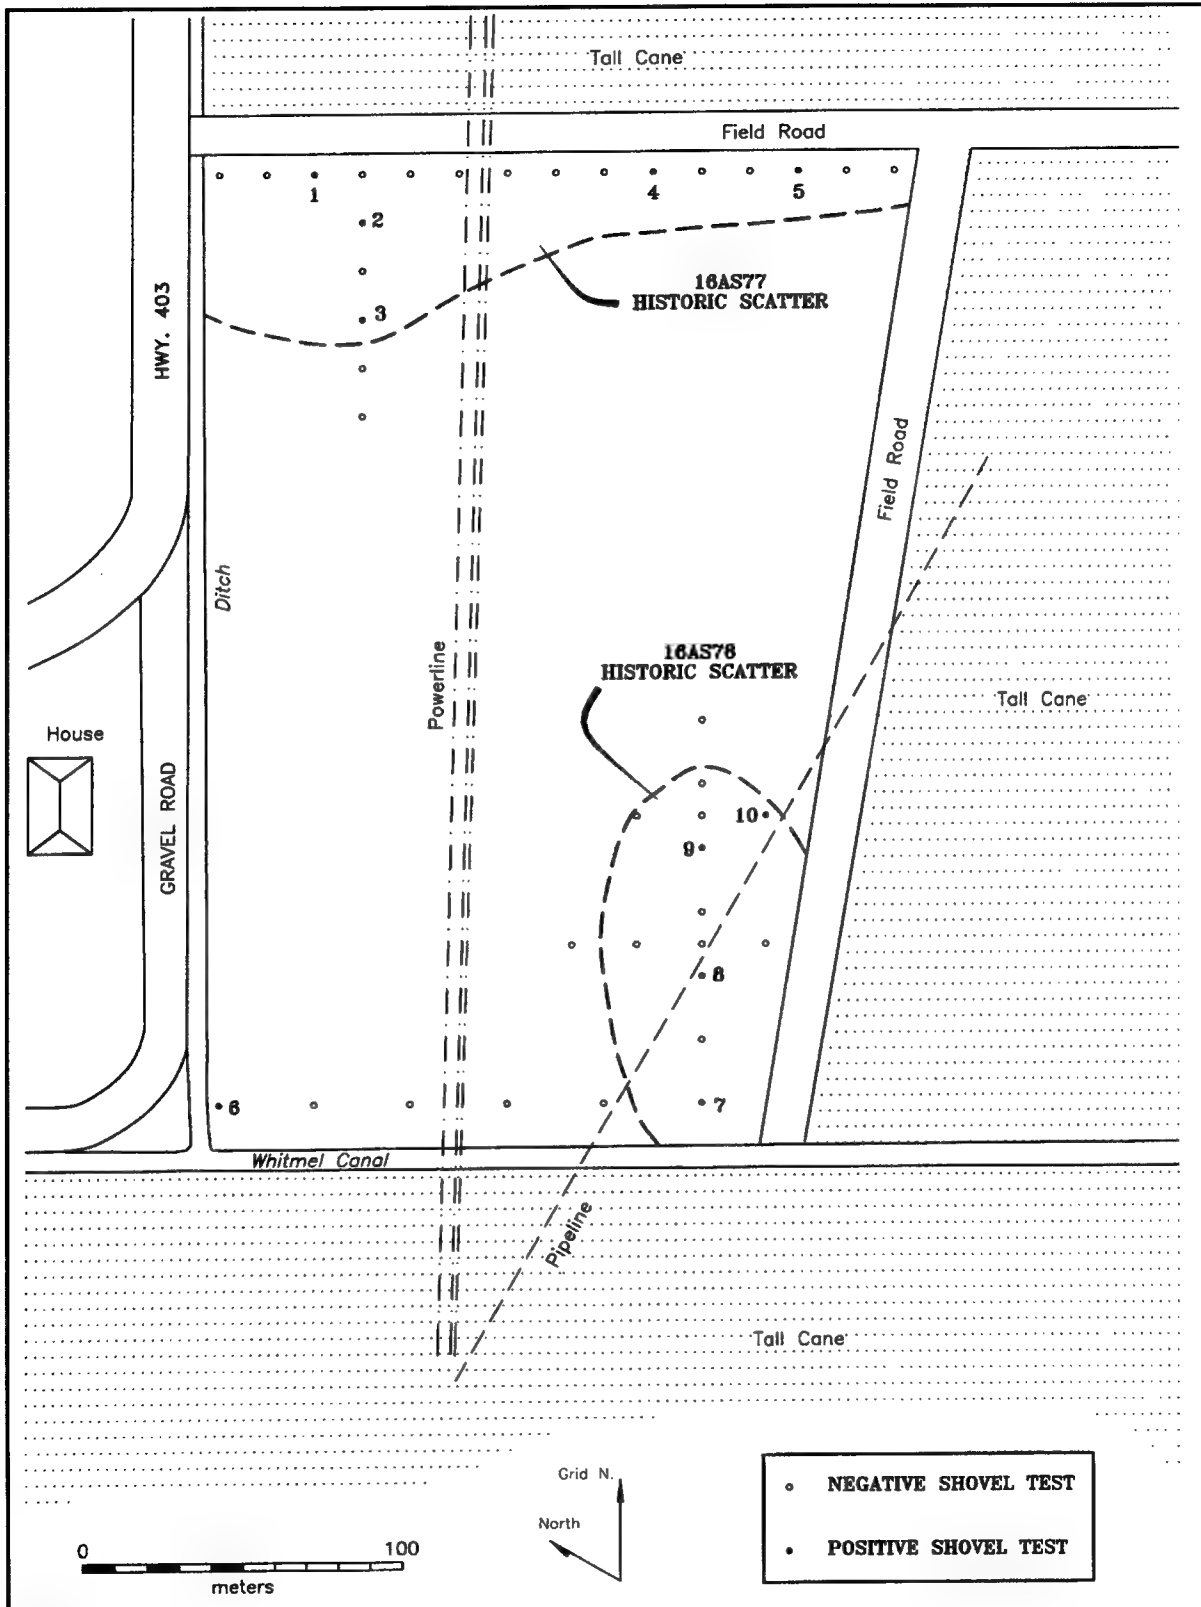 Tall Cane
Field Road
1
4
5
2
16AS77
HISTORIC SCATTER
3
HWY. 403
Field Road
Ditch
16AS78
HISTORIC SCATTER
Powerline
Tall Cane
House
GRAVEL ROAD
10
9
8
6
7
Whitmel Canal
Pipeline
Tall Cane
Grid N.
North
0 100
meters
NEGATIVE SHOVEL TEST
POSITIVE SHOVEL TEST